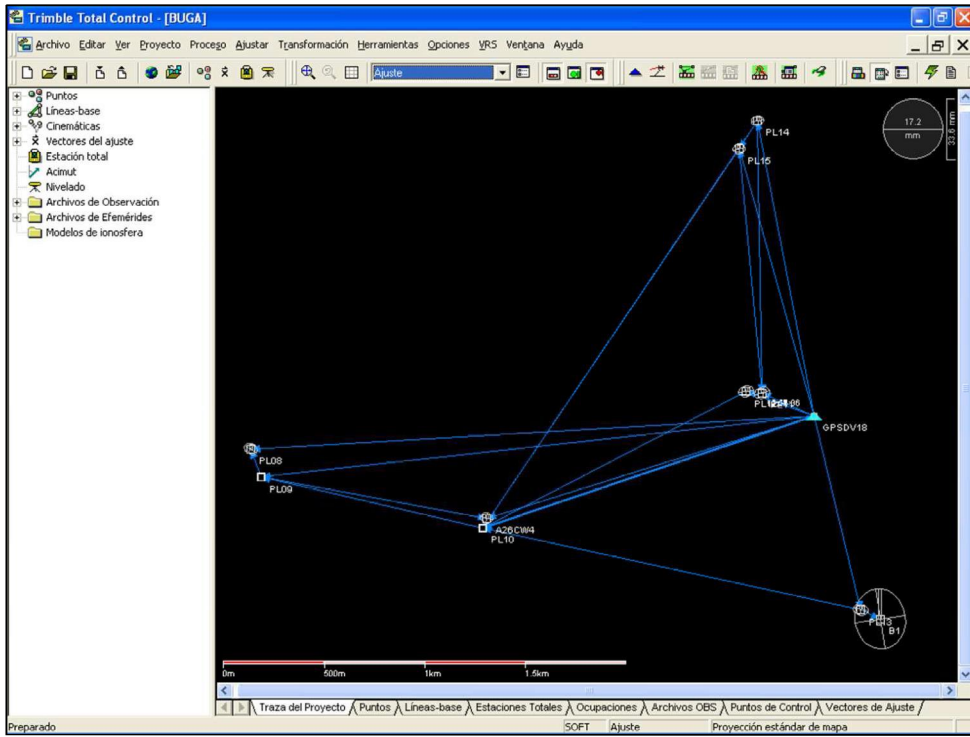 Trimble Total Control - [BUGA]
Archivo Editar Ver Proyecto Proceso Ajustar Transformación Herramientas Opciones VRS Ventana Ayuda
Ajuste
Puntos
Líneas-base
Cinemáticas
Vectores del ajuste
Estación total
Acimut
Nivelado
Archivos de Observación
Archivos de Efemérides
Modelos de ionosfera
17.2
mm
33.6 mm
PL14
PL15
GPSDV18
PL08
PL09
A26CW4
PL10
B1
0m 500m 1km 1.5km
Traza del Proyecto Puntos Líneas-base Estaciones Totales Ocupaciones Archivos OBS Puntos de Control Vectores de Ajuste
Preparado SOFT Ajuste Proyección estándar de mapa